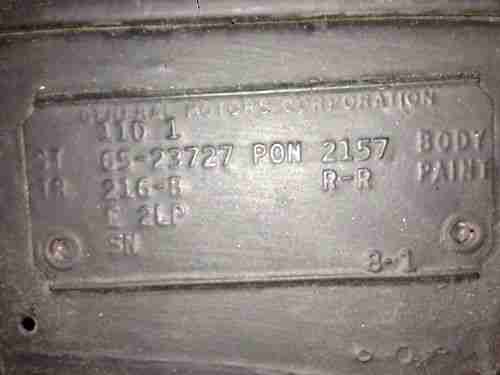 GENERAL MOTORS CORPORATION
110 1
ST 65-23727 PON 2157 BODY
TR 216-B R-R PAINT
E 2LP
SN
3-1